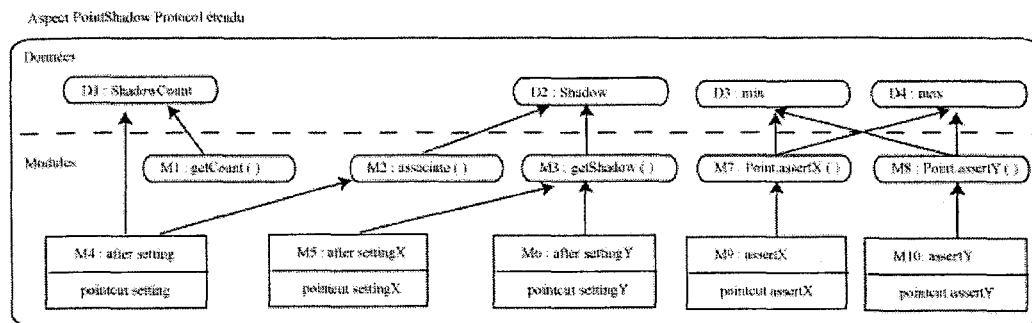 Aspect PointShadow Protocol étendu
Données
D1 : ShadowCount
D2 : Shadow
D3 : min
D4 : max
Modules
M1 : getCount ( )
M2 : associate ( )
M3 : getShadow ( )
M7 : Point.assertX ( )
M8 : Point.assertY ( )
M4 : after setting
M5 : after settingX
M6 : after settingY
M9 : assertX
M10: assertY
pointcut setting
pointcut settingX
pointcut settingY
pointcut assertX
pointcut assertY